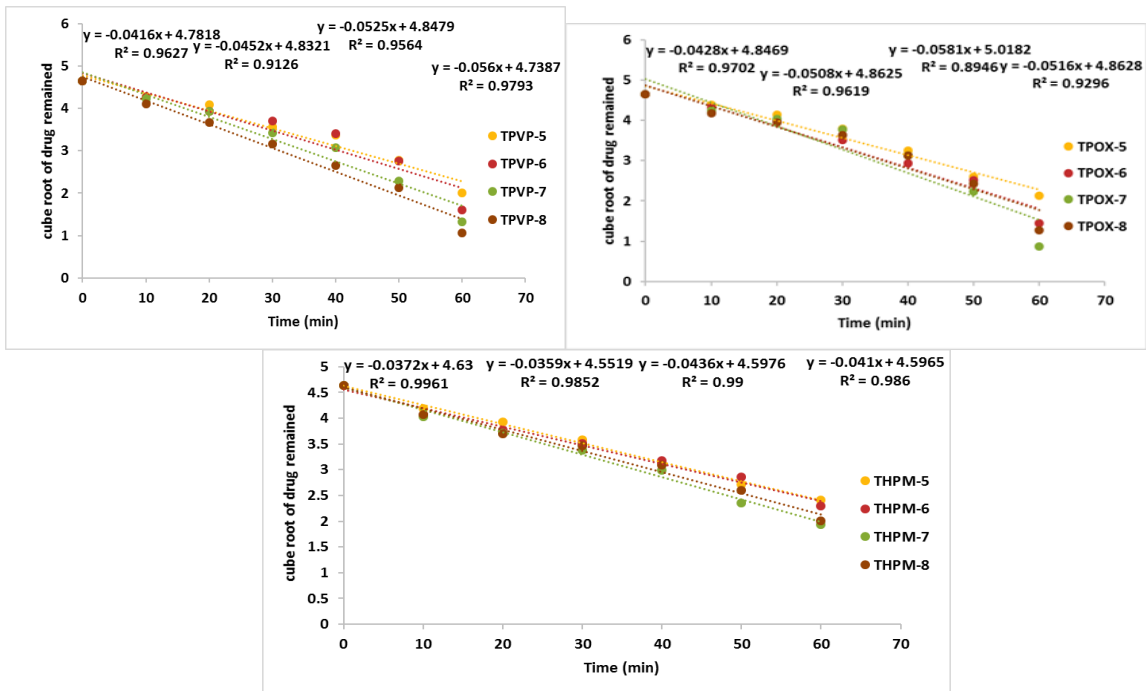 y = -0.0416x + 4.7818
R² = 0.9627
y = -0.0452x + 4.8321
R² = 0.9126
y = -0.0525x + 4.8479
R² = 0.9564
y = -0.056x + 4.7387
R² = 0.9793
cube root of drug remained
6
5
4
3
2
1
0
0 10 20 30 40 50 60 70
Time (min)
TPVP-5
TPVP-6
TPVP-7
TPVP-8
y = -0.0428x + 4.8469
R² = 0.9702
y = -0.0508x + 4.8625
R² = 0.9619
y = -0.0581x + 5.0182
R² = 0.8946
y = -0.0516x + 4.8628
R² = 0.9296
cube root of drug remained
6
5
4
3
2
1
0
0 10 20 30 40 50 60 70
Time (min)
TPOX-5
TPOX-6
TPOX-7
TPOX-8
y = -0.0372x + 4.63
R² = 0.9961
y = -0.0359x + 4.5519
R² = 0.9852
y = -0.0436x + 4.5976
R² = 0.99
y = -0.041x + 4.5965
R² = 0.986
cube root of drug remained
5
4.5
4
3.5
3
2.5
2
1.5
1
0.5
0
0 10 20 30 40 50 60 70
Time (min)
THPM-5
THPM-6
THPM-7
THPM-8